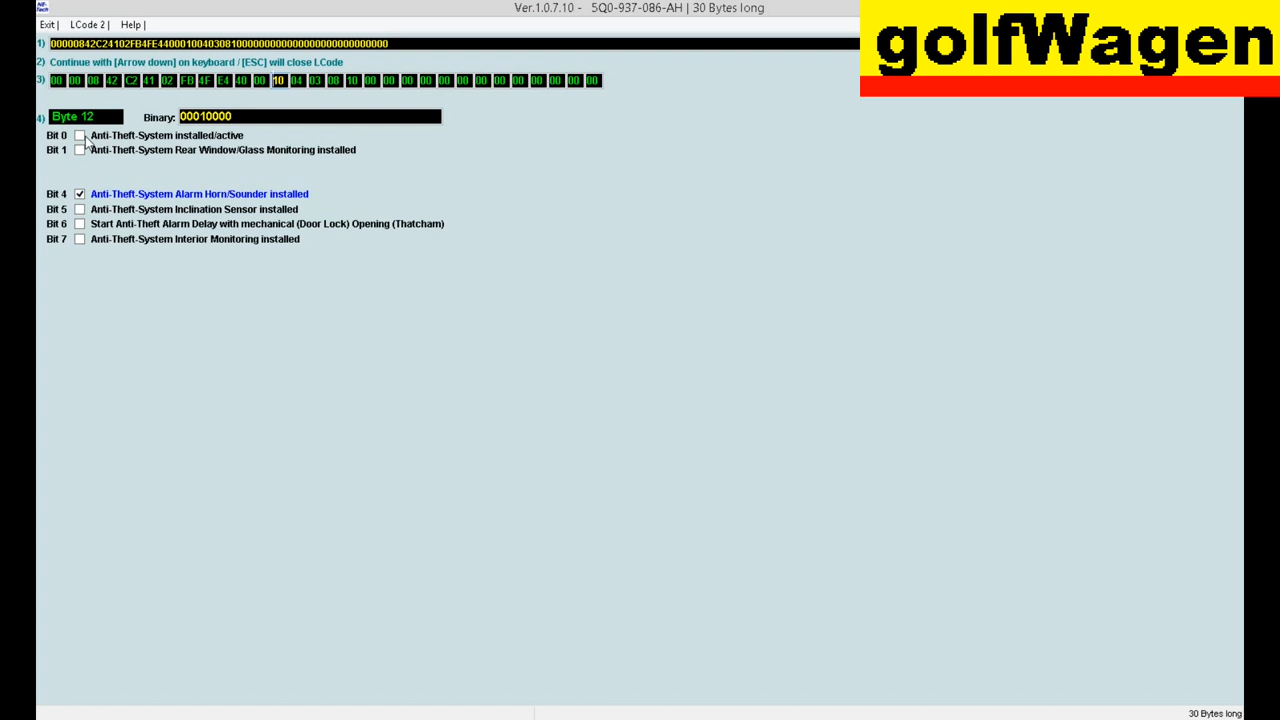 Nif-Tech
Ver.1.0.7.10 - 5Q0-937-086-AH | 30 Bytes long
golfWagen
Exit | LCode 2 | Help |
1) 00000842C24102FB4FE44000100403081000000000000000000000000000
2) Continue with [Arrow down] on keyboard / [ESC] will close LCode
3) 00 00 08 42 C2 41 02 FB 4F E4 40 00 10 04 03 08 10 00 00 00 00 00 00 00 00 00 00 00 00 00
4) Byte 12 Binary: 00010000
Bit 0 Anti-Theft-System installed/active
Bit 1 Anti-Theft-System Rear Window/Glass Monitoring installed
Bit 4 Anti-Theft-System Alarm Horn/Sounder installed
Bit 5 Anti-Theft-System Inclination Sensor installed
Bit 6 Start Anti-Theft Alarm Delay with mechanical (Door Lock) Opening (Thatcham)
Bit 7 Anti-Theft-System Interior Monitoring installed
30 Bytes long